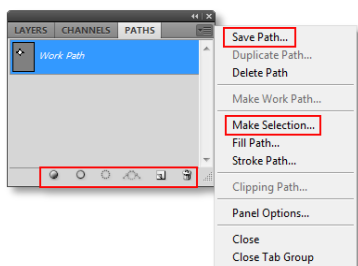 LAYERS CHANNELS PATHS
Work Path
Save Path...
Duplicate Path...
Delete Path
Make Work Path...
Make Selection...
Fill Path...
Stroke Path...
Clipping Path...
Panel Options...
Close
Close Tab Group